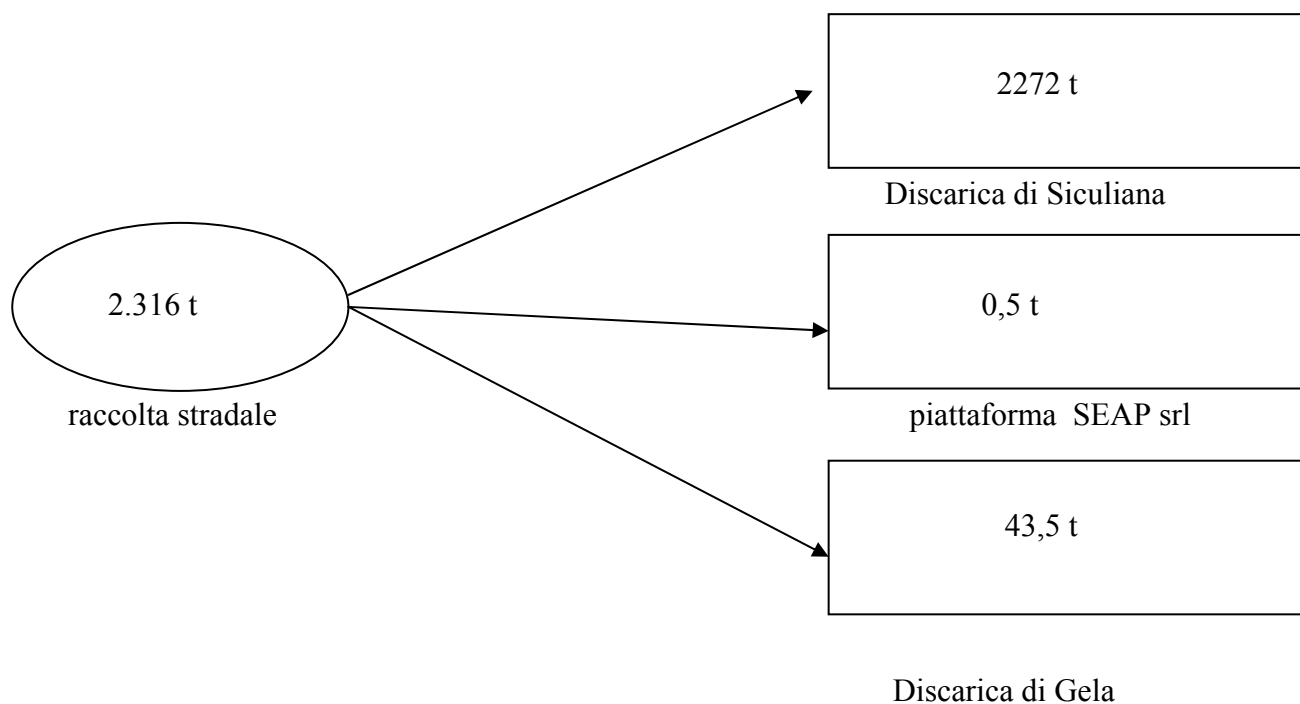 2272 t
Discarica di Siculiana
2.316 t
raccolta stradale
0,5 t
piattaforma SEAP srl
43,5 t
Discarica di Gela